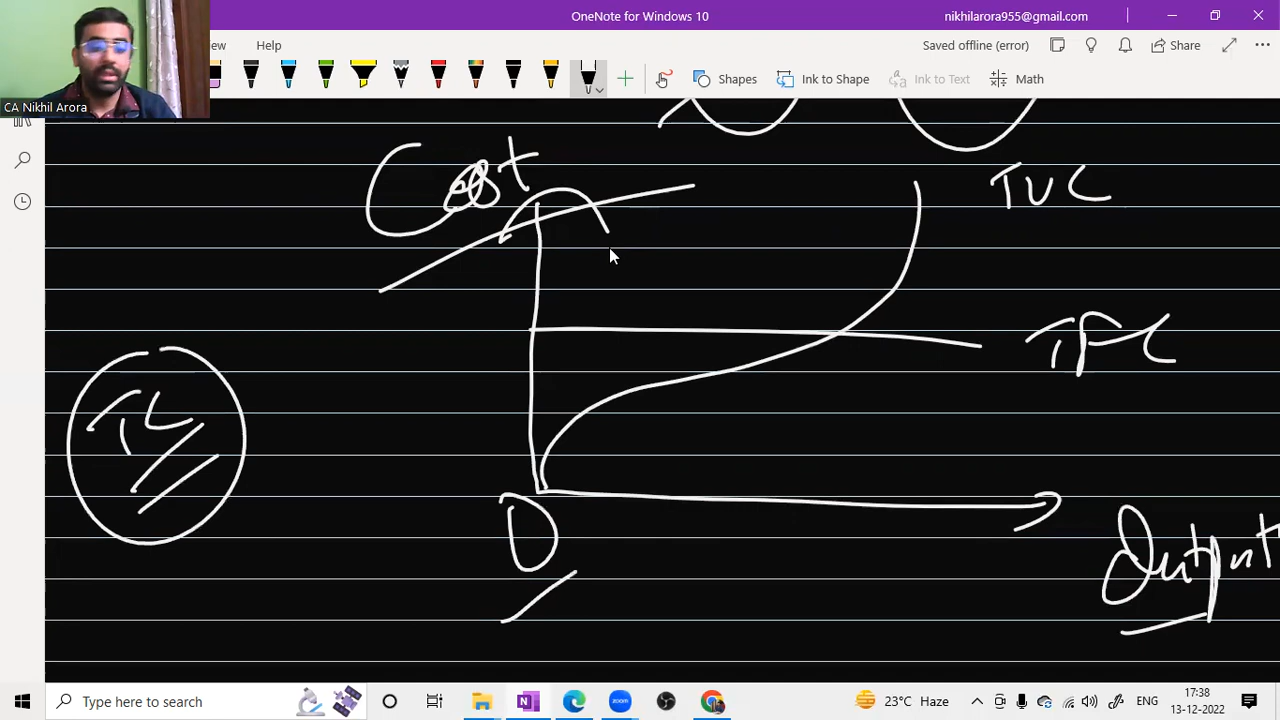 OneNote for Windows 10
nikhilarora955@gmail.com
View Help
Saved offline (error)
Share
Shapes
Ink to Shape
Ink to Text
Math
CA Nikhil Arora
Cost
TVC
TFC
TC
O
Output
Type here to search
23°C Haze
ENG
17:38
13-12-2022